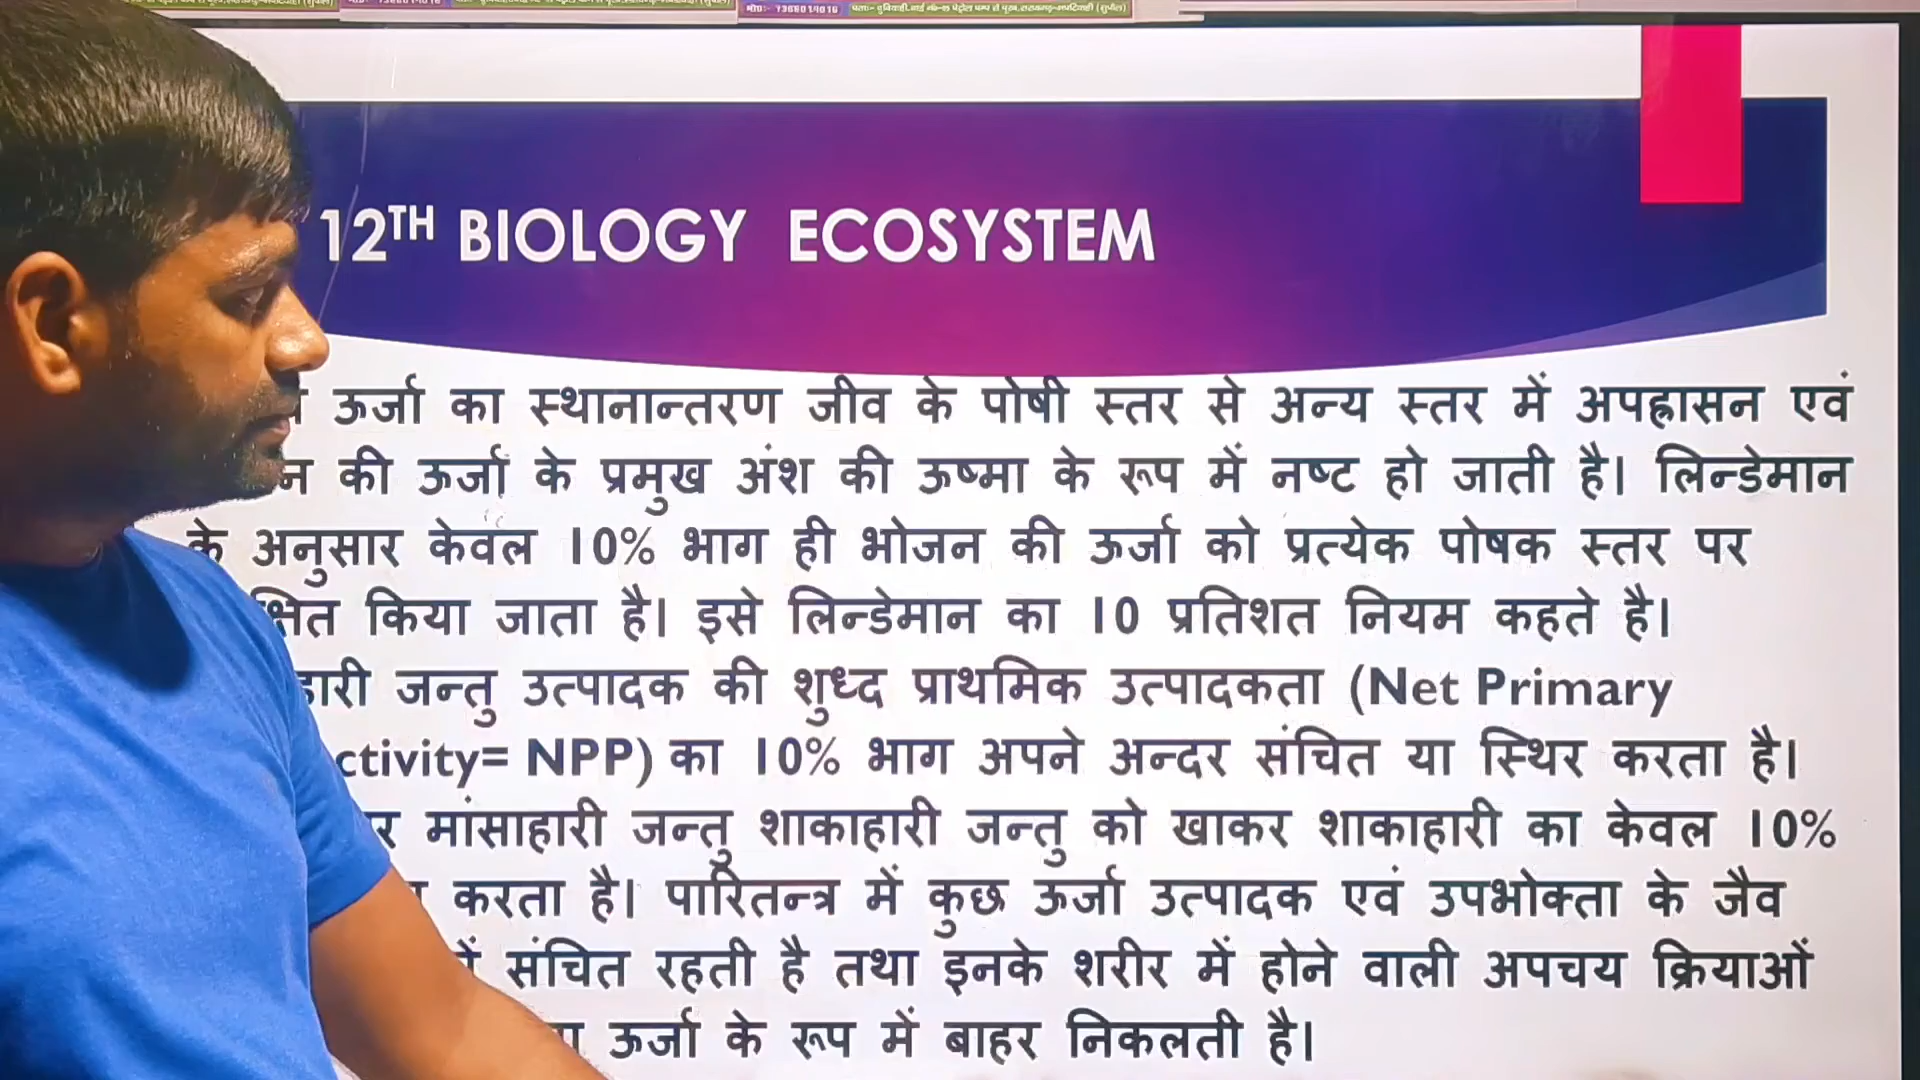 मो०:- 7368014016
12TH BIOLOGY ECOSYSTEM
ऊर्जा का स्थानान्तरण जीव के पोषी स्तर से अन्य स्तर में अपह्रासन एवं
की ऊर्जा के प्रमुख अंश की ऊष्मा के रूप में नष्ट हो जाती है। लिन्डेमान
के अनुसार केवल 10% भाग ही भोजन की ऊर्जा को प्रत्येक पोषक स्तर पर
किया जाता है। इसे लिन्डेमान का 10 प्रतिशत नियम कहते है।
जन्तु उत्पादक की शुध्द प्राथमिक उत्पादकता (Net Primary
NPP) का 10% भाग अपने अन्दर संचित या स्थिर करता है।
मांसाहारी जन्तु शाकाहारी जन्तु को खाकर शाकाहारी का केवल 10%
करता है। पारितन्त्र में कुछ ऊर्जा उत्पादक एवं उपभोक्ता के जैव
में संचित रहती है तथा इनके शरीर में होने वाली अपचय क्रियाओं
ऊर्जा के रूप में बाहर निकलती है।